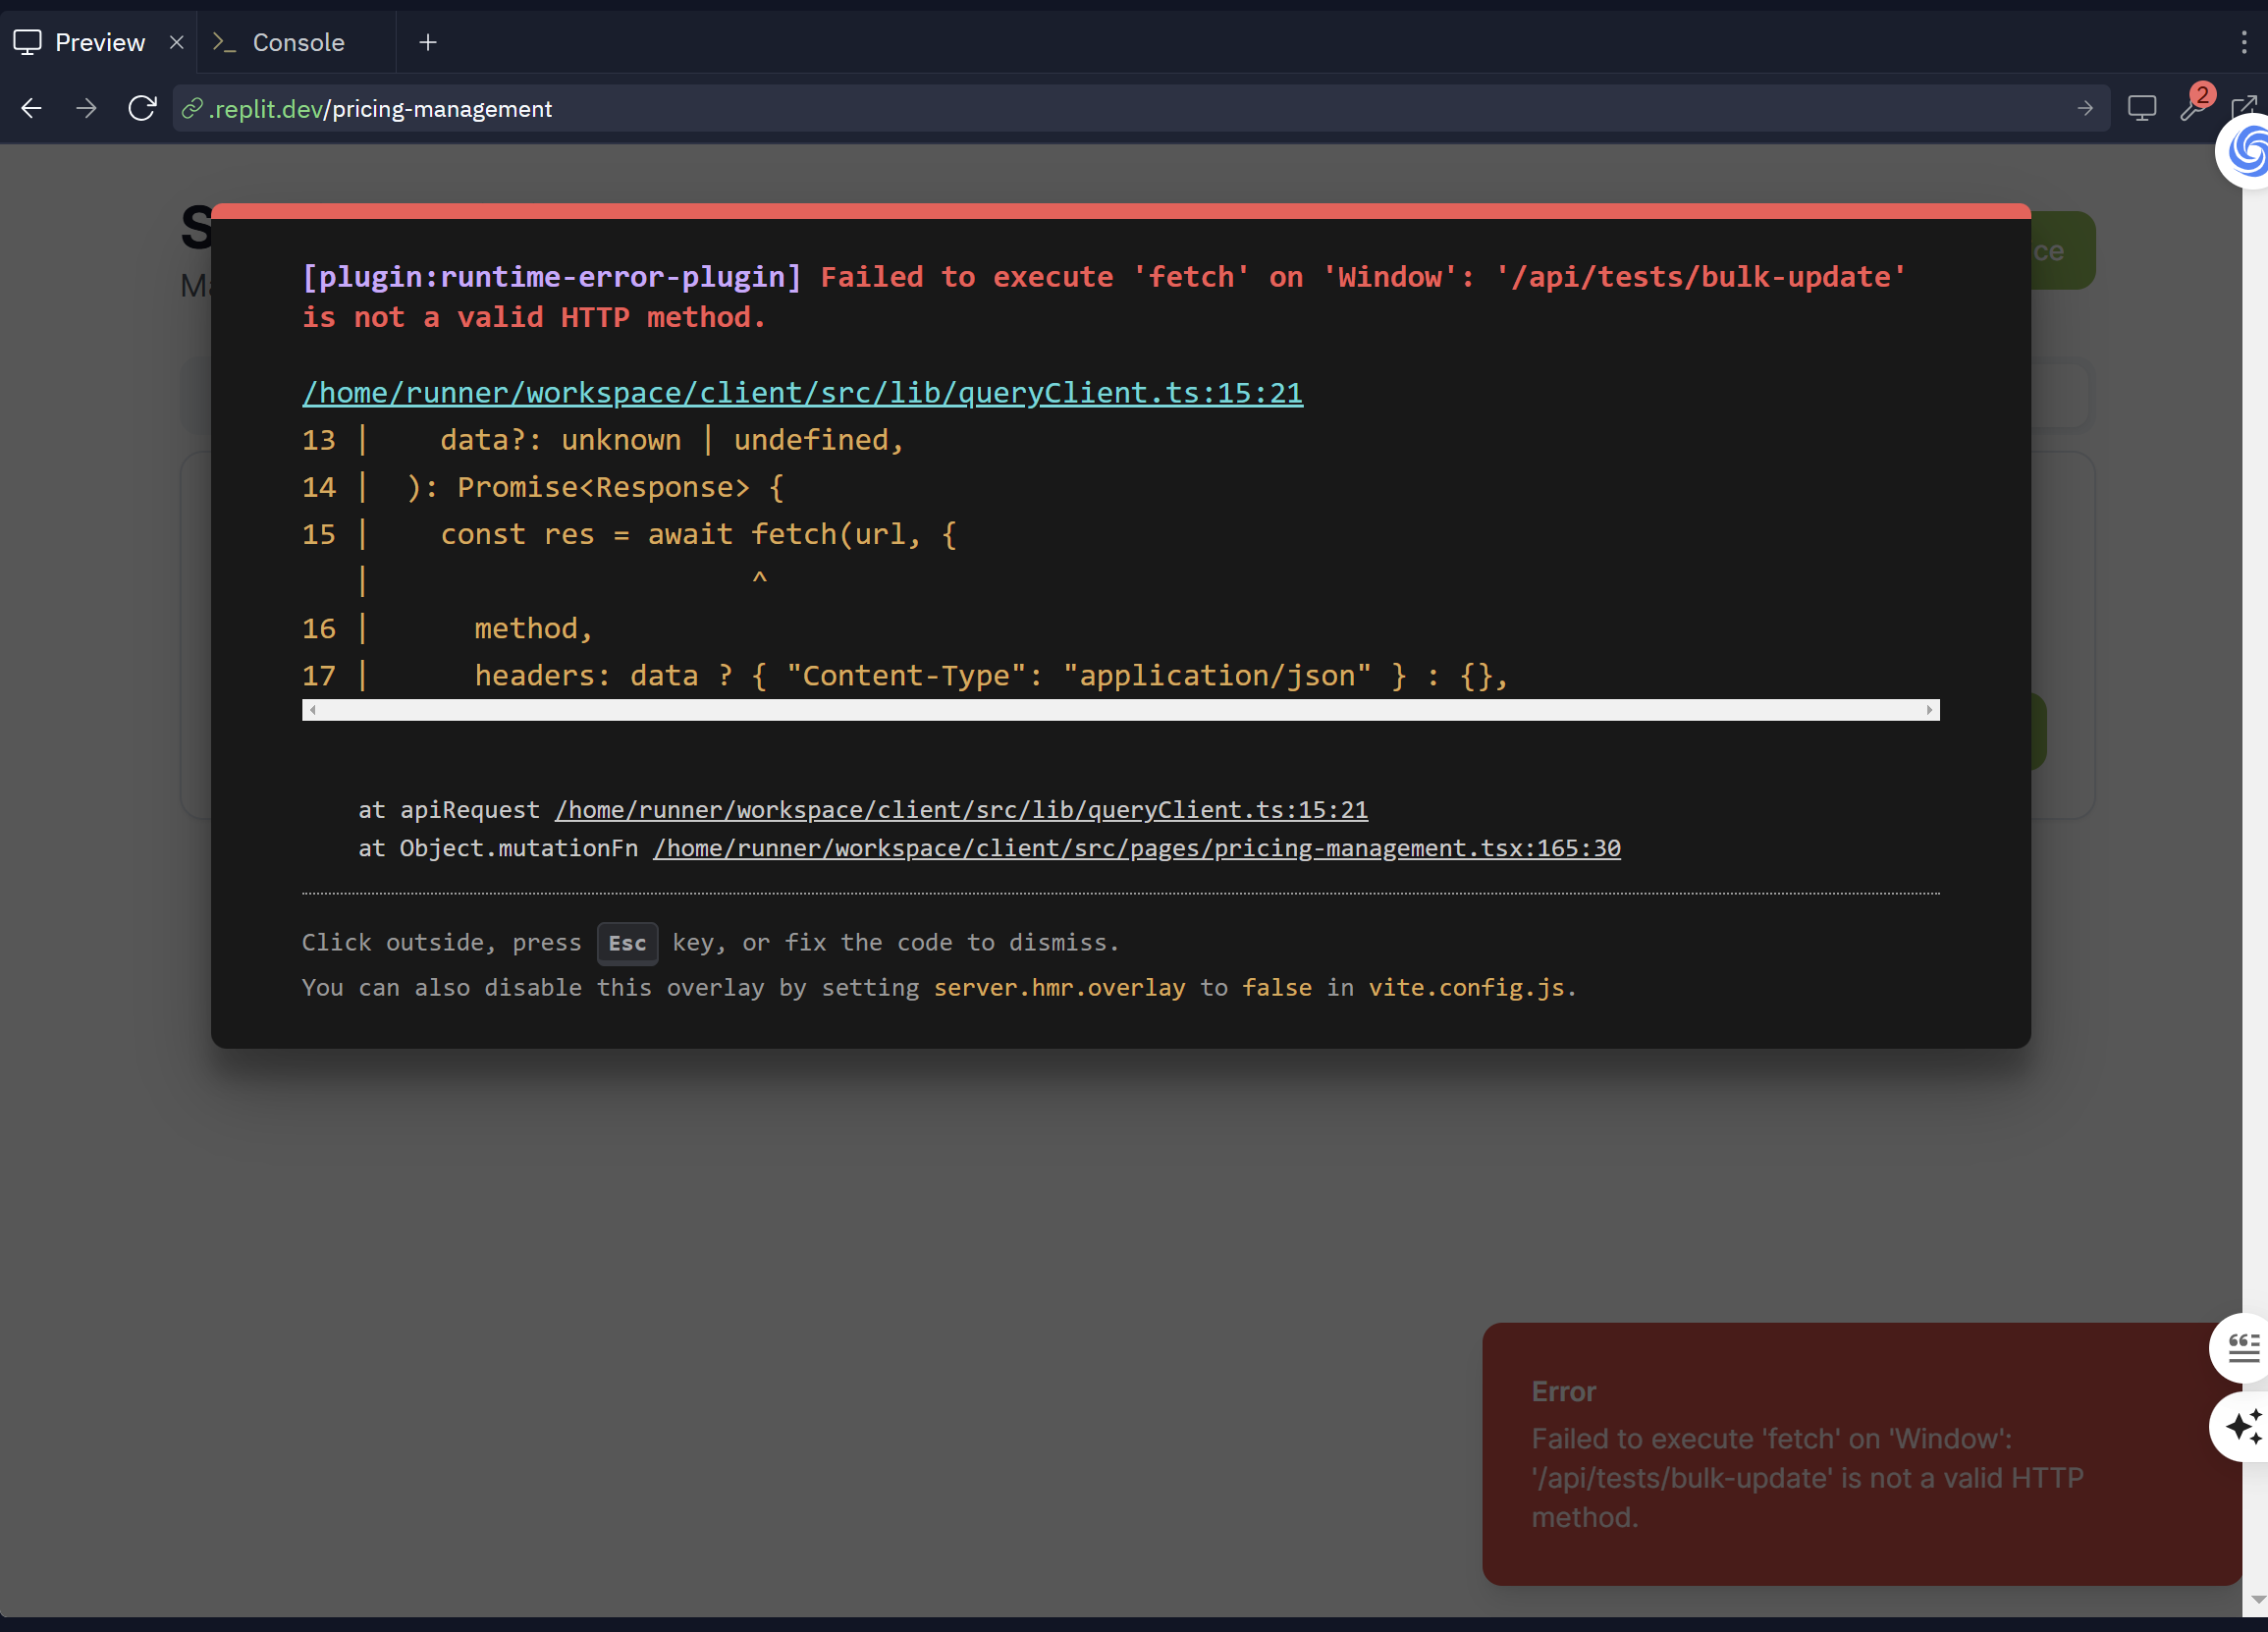 Preview
Console
.replit.dev/pricing-management
2
[plugin:runtime-error-plugin] Failed to execute 'fetch' on 'Window': '/api/tests/bulk-update'
is not a valid HTTP method.
/home/runner/workspace/client/src/lib/queryClient.ts:15:21
13 |    data?: unknown | undefined,
14 |  ): Promise<Response> {
15 |    const res = await fetch(url, {
   |                      ^
16 |      method,
17 |      headers: data ? { "Content-Type": "application/json" } : {},
at apiRequest /home/runner/workspace/client/src/lib/queryClient.ts:15:21
at Object.mutationFn /home/runner/workspace/client/src/pages/pricing-management.tsx:165:30
Click outside, press Esc key, or fix the code to dismiss.
You can also disable this overlay by setting server.hmr.overlay to false in vite.config.js.
Error
Failed to execute 'fetch' on 'Window':
'/api/tests/bulk-update' is not a valid HTTP
method.